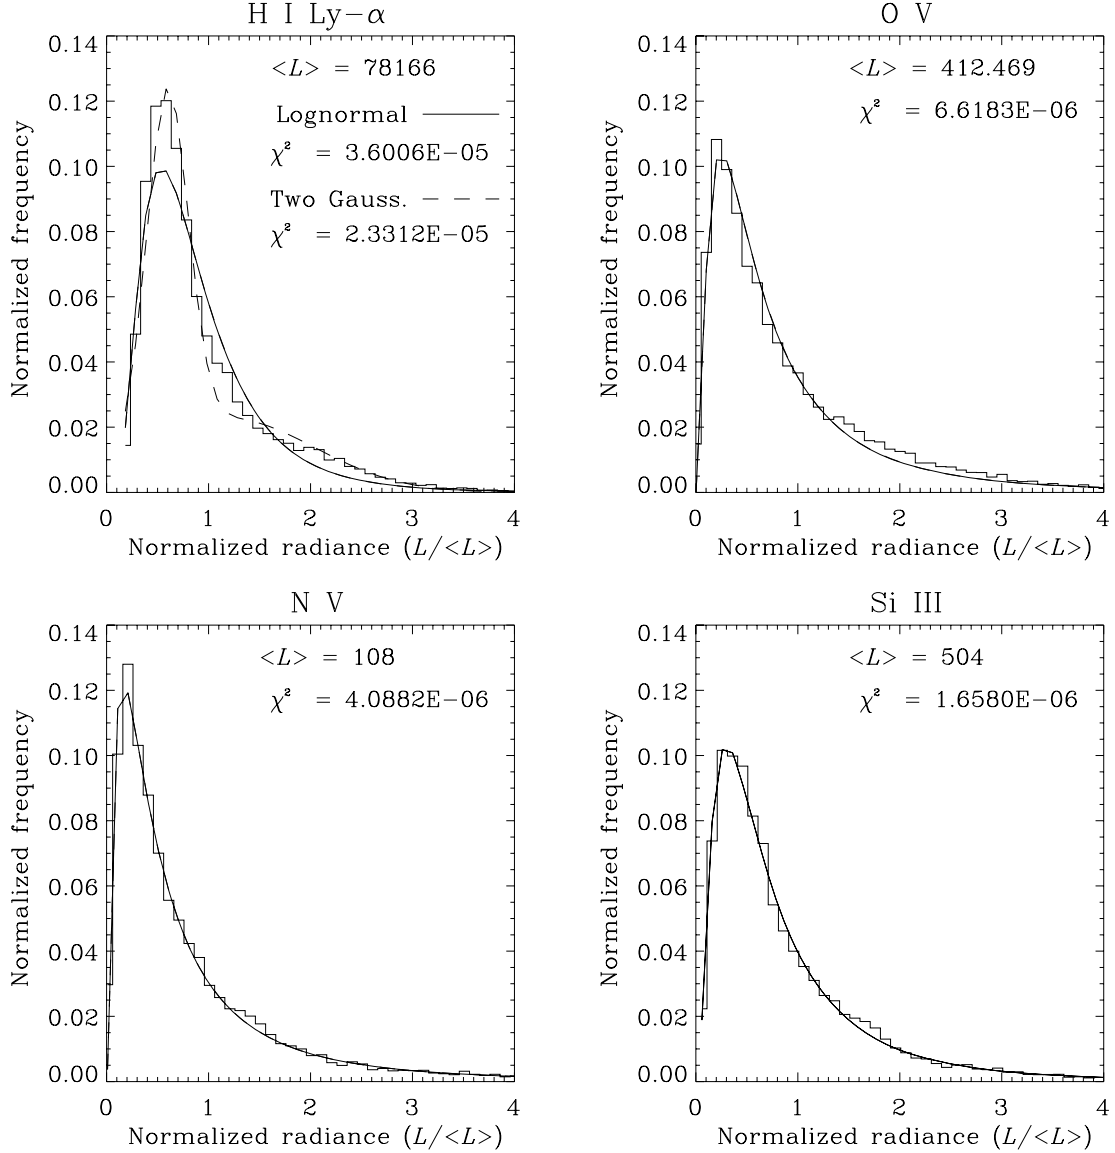 H I Ly−α
<L> = 78166
Lognormal
χ² = 3.6006E−05
Two Gauss.
χ² = 2.3312E−05
Normalized frequency
0.14
0.12
0.10
0.08
0.06
0.04
0.02
0.00
0 1 2 3 4
Normalized radiance (L/<L>)
O V
<L> = 412.469
χ² = 6.6183E−06
Normalized frequency
0.14
0.12
0.10
0.08
0.06
0.04
0.02
0.00
0 1 2 3 4
Normalized radiance (L/<L>)
N V
<L> = 108
χ² = 4.0882E−06
Normalized frequency
0.14
0.12
0.10
0.08
0.06
0.04
0.02
0.00
0 1 2 3 4
Normalized radiance (L/<L>)
Si III
<L> = 504
χ² = 1.6580E−06
Normalized frequency
0.14
0.12
0.10
0.08
0.06
0.04
0.02
0.00
0 1 2 3 4
Normalized radiance (L/<L>)